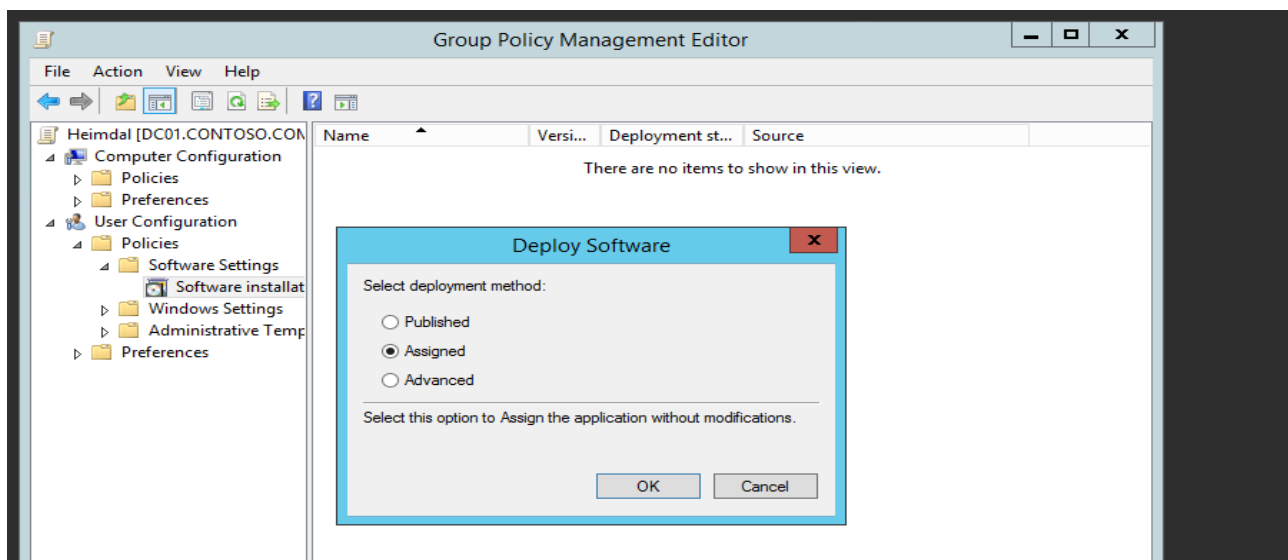 Group Policy Management Editor
File Action View Help
Heimdal [DC01.CONTOSO.COM
Computer Configuration
Policies
Preferences
User Configuration
Policies
Software Settings
Software installat
Windows Settings
Administrative Temp
Preferences
Name Versi... Deployment st... Source
There are no items to show in this view.
Deploy Software
Select deployment method:
Published
Assigned
Advanced
Select this option to Assign the application without modifications.
OK Cancel